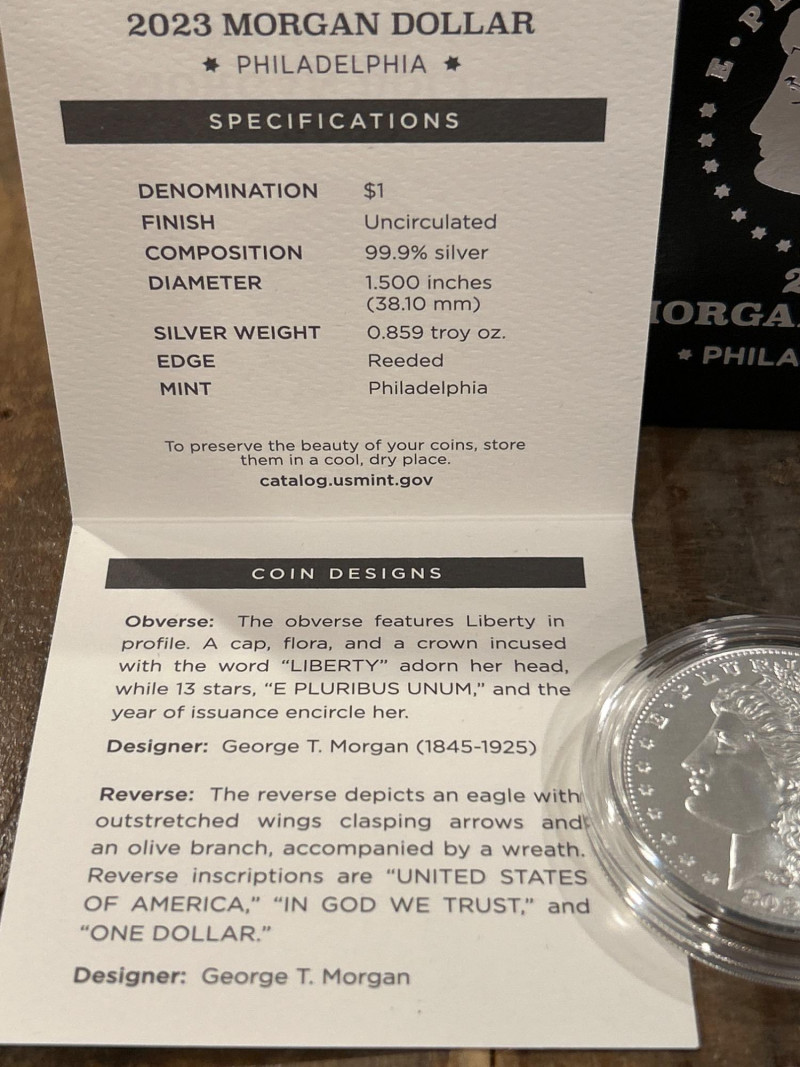 2023 MORGAN DOLLAR
★ PHILADELPHIA ★
SPECIFICATIONS
DENOMINATION $1
FINISH Uncirculated
COMPOSITION 99.9% silver
DIAMETER 1.500 inches
(38.10 mm)
SILVER WEIGHT 0.859 troy oz.
EDGE Reeded
MINT Philadelphia
To preserve the beauty of your coins, store
them in a cool, dry place.
catalog.usmint.gov
COIN DESIGNS
Obverse: The obverse features Liberty in
profile. A cap, flora, and a crown incused
with the word “LIBERTY” adorn her head,
while 13 stars, “E PLURIBUS UNUM,” and the
year of issuance encircle her.
Designer: George T. Morgan (1845-1925)
Reverse: The reverse depicts an eagle with
outstretched wings clasping arrows and
an olive branch, accompanied by a wreath.
Reverse inscriptions are “UNITED STATES
OF AMERICA,” “IN GOD WE TRUST,” and
“ONE DOLLAR.”
Designer: George T. Morgan
E · PL
2
MORGA
★ PHILA
E · PLURI
202